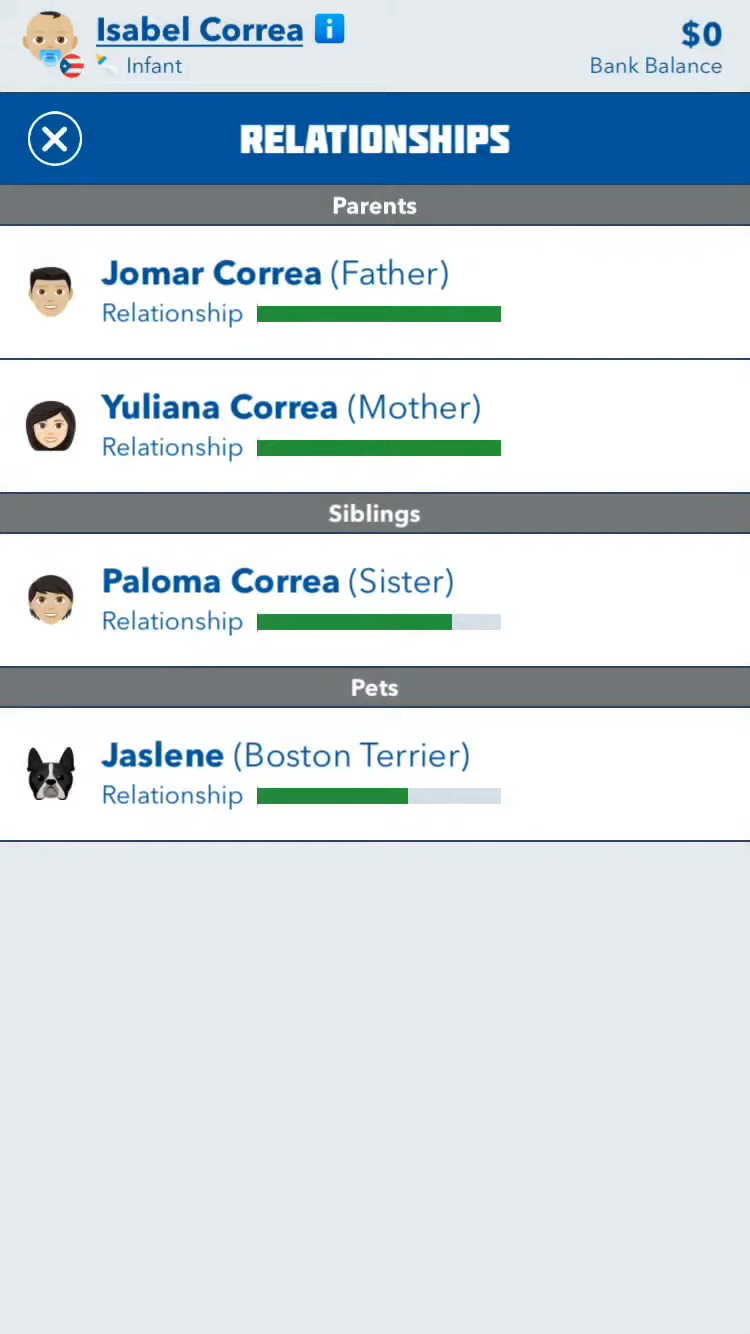 Isabel Correa i
$0
Infant
Bank Balance
RELATIONSHIPS
Parents
Jomar Correa (Father)
Relationship
Yuliana Correa (Mother)
Relationship
Siblings
Paloma Correa (Sister)
Relationship
Pets
Jaslene (Boston Terrier)
Relationship